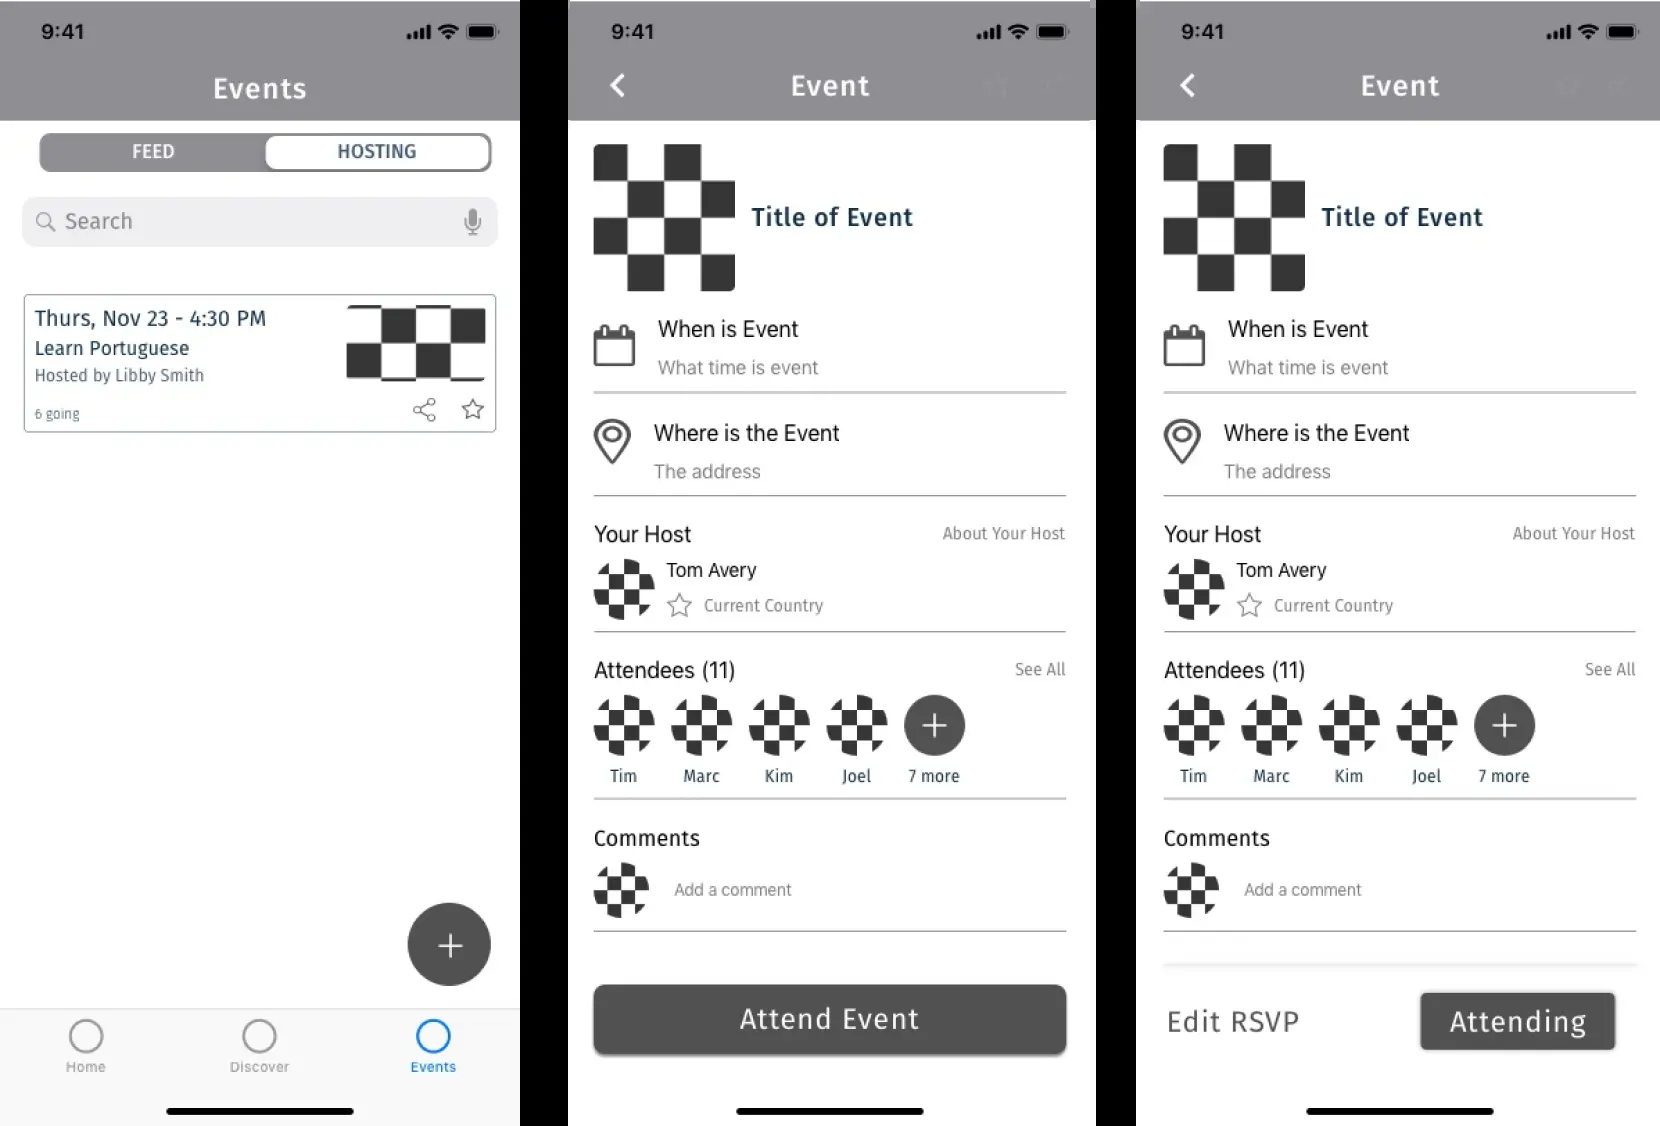 9:41
Events
FEED HOSTING
Search
Thurs, Nov 23 - 4:30 PM
Learn Portuguese
Hosted by Libby Smith
6 going
Home Discover Events
9:41
Event
Title of Event
When is Event
What time is event
Where is the Event
The address
Your Host About Your Host
Tom Avery
Current Country
Attendees (11) See All
Tim Marc Kim Joel 7 more
Comments
Add a comment
Attend Event
9:41
Event
Title of Event
When is Event
What time is event
Where is the Event
The address
Your Host About Your Host
Tom Avery
Current Country
Attendees (11) See All
Tim Marc Kim Joel 7 more
Comments
Add a comment
Edit RSVP Attending